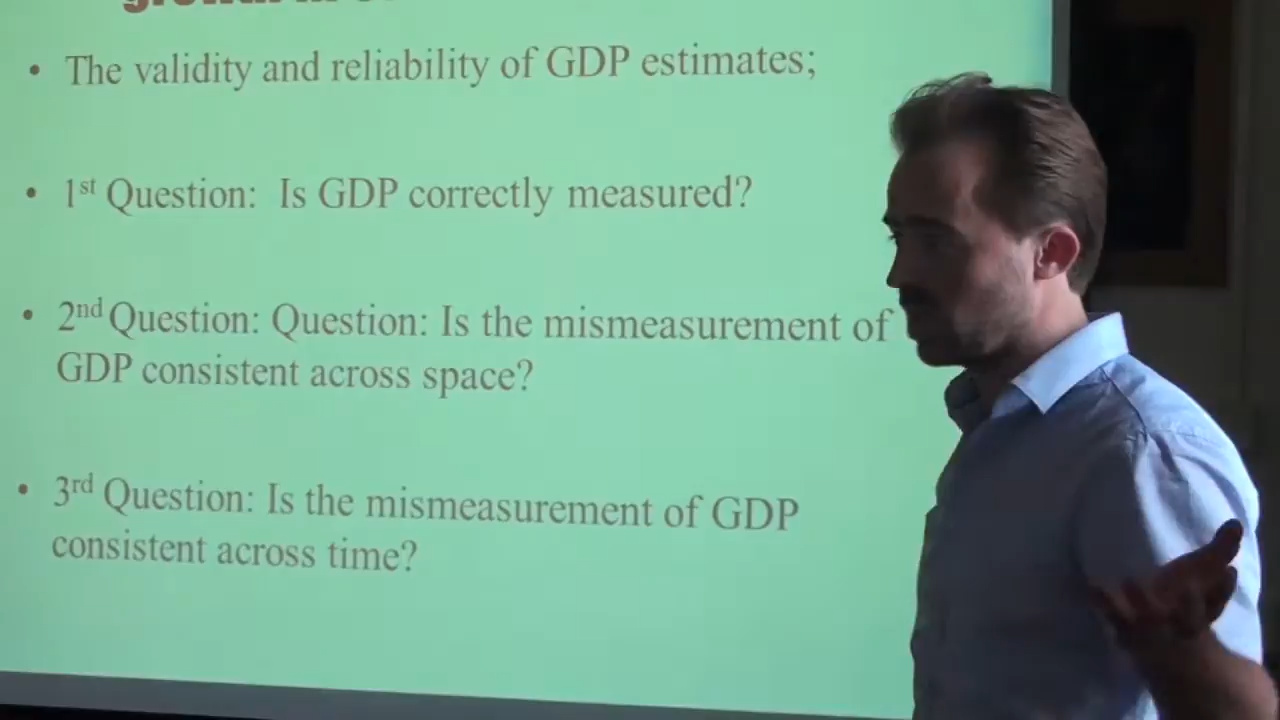 • The validity and reliability of GDP estimates;
• 1st Question: Is GDP correctly measured?
• 2nd Question: Question: Is the mismeasurement of
GDP consistent across space?
• 3rd Question: Is the mismeasurement of GDP
consistent across time?